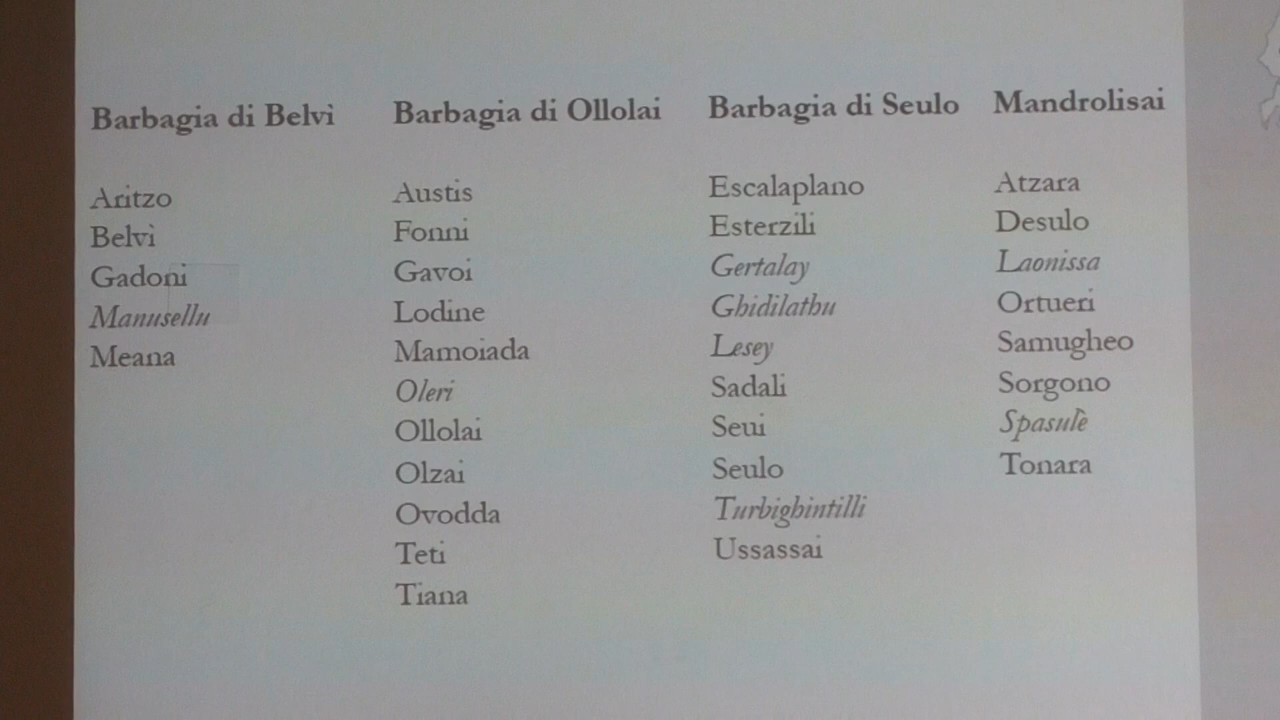 Barbagia di Belvì
Aritzo
Belvì
Gadoni
Manusellu
Meana
Barbagia di Ollolai
Austis
Fonni
Gavoi
Lodine
Mamoiada
Oleri
Ollolai
Olzai
Ovodda
Teti
Tiana
Barbagia di Seulo
Escalaplano
Esterzili
Gertalay
Ghidilathu
Lesey
Sadali
Seui
Seulo
Turbighintilli
Ussassai
Mandrolisai
Atzara
Desulo
Laonissa
Ortueri
Samugheo
Sorgono
Spasulè
Tonara